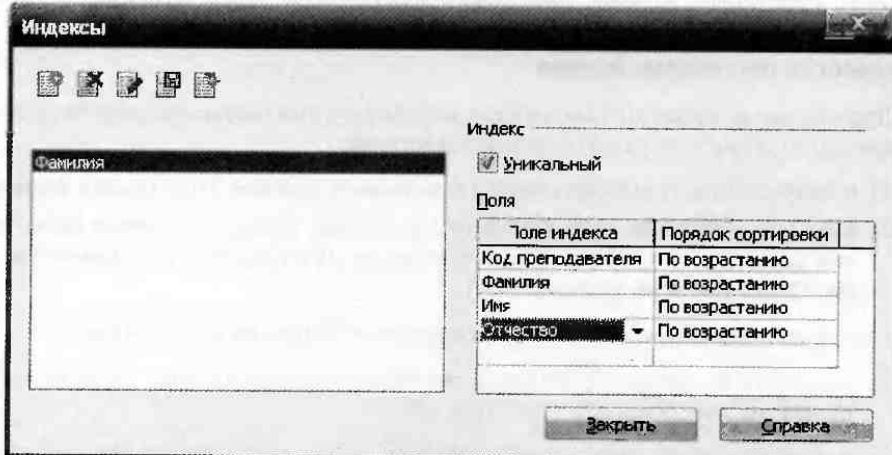 Индексы
Фамилия
Индекс
Уникальный
Поля
Поле индекса Порядок сортировки
Код преподавателя По возрастанию
Фамилия По возрастанию
Имя По возрастанию
Отчество По возрастанию
Закрыть Справка